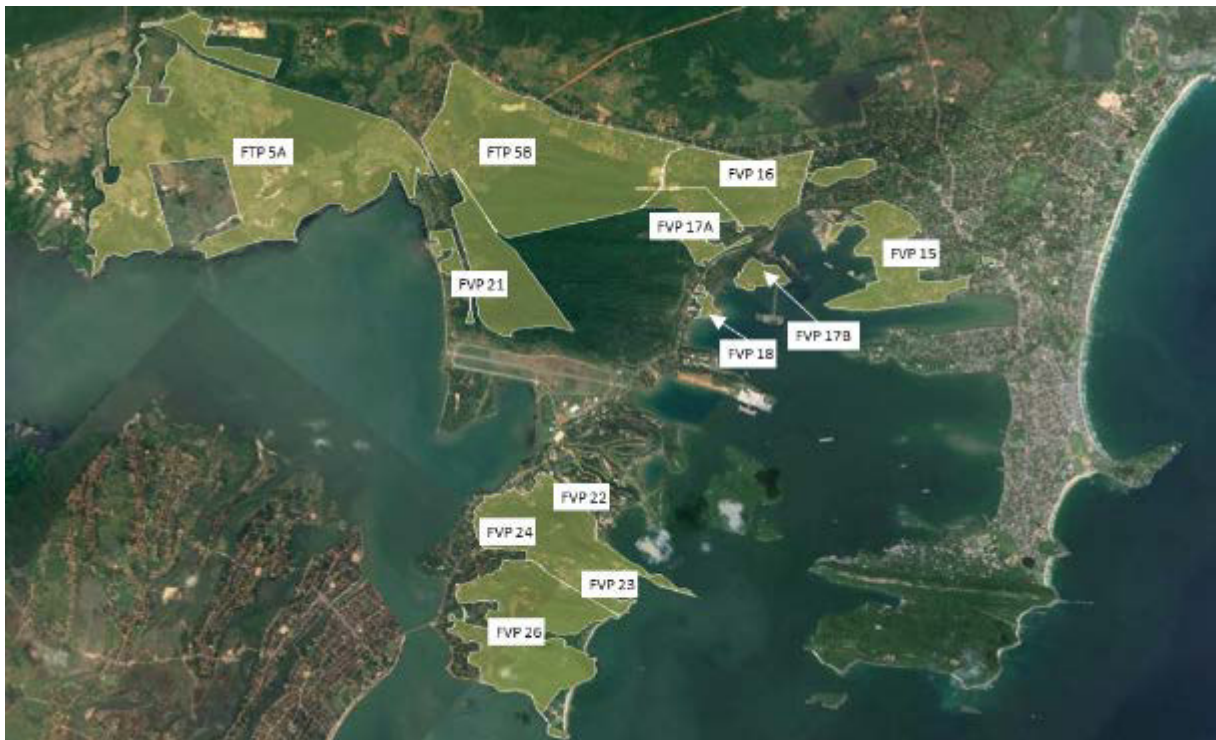 FTP 5A
FTP 5B
FVP 16
FVP 17A
FVP 15
FVP 21
FVP 17B
FVP 18
FVP 22
FVP 24
FVP 23
FVP 26